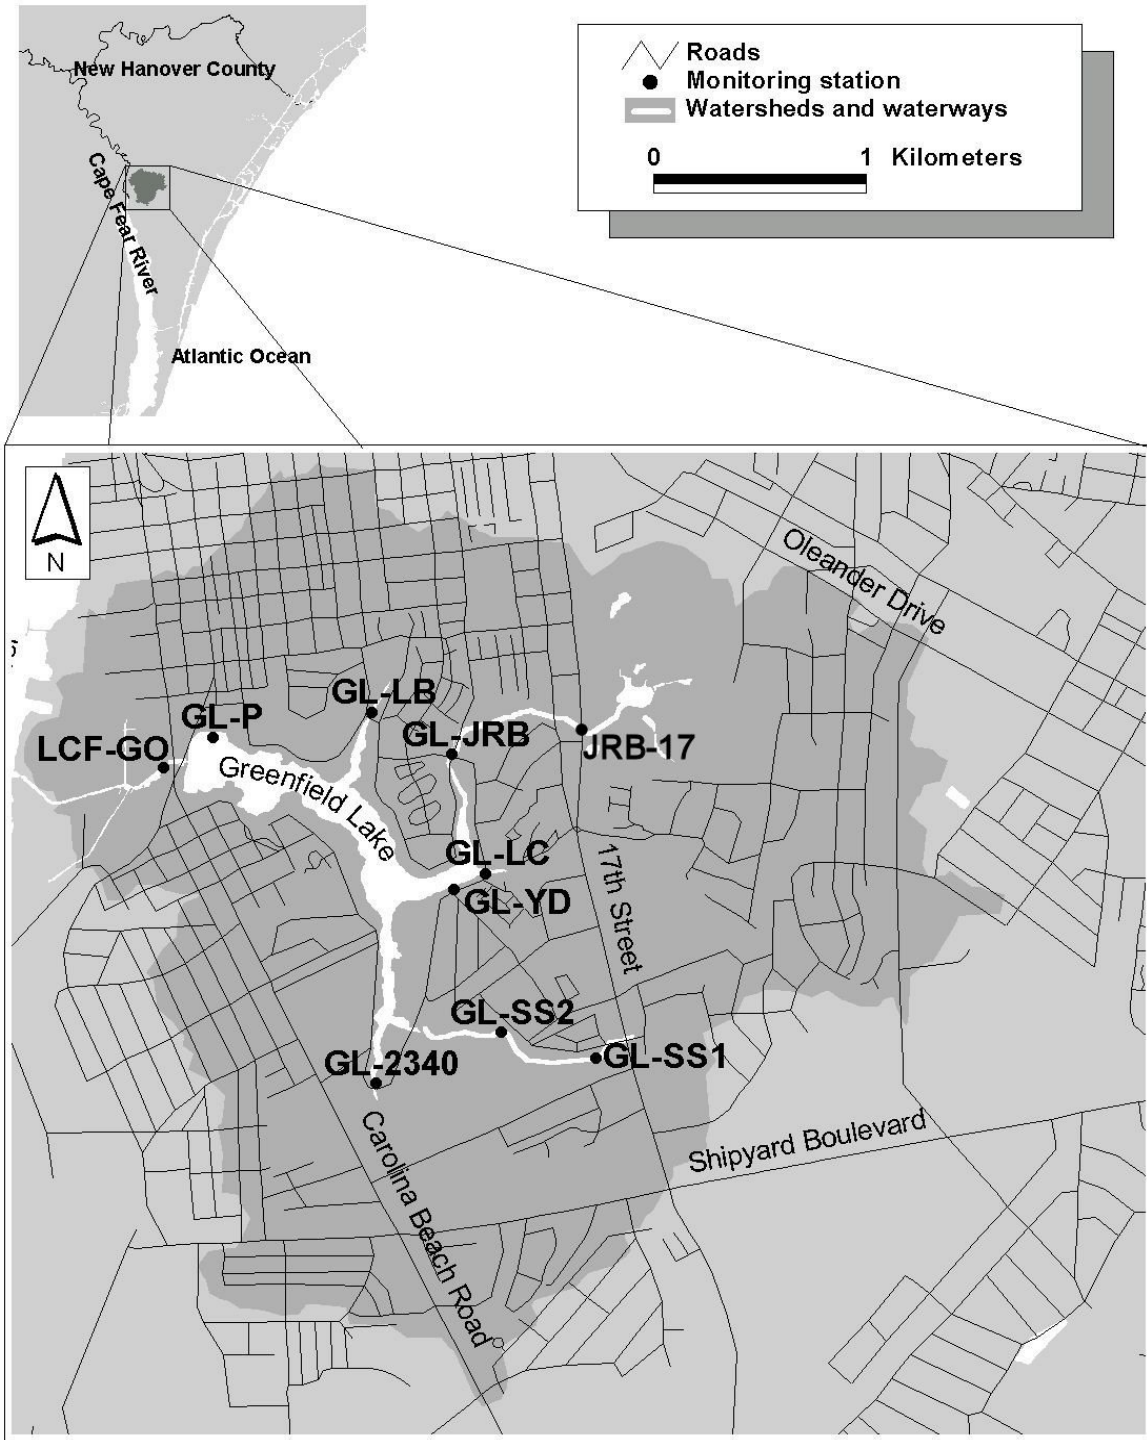 New Hanover County
Cape Fear River
Atlantic Ocean
Roads
Monitoring station
Watersheds and waterways
0 1 Kilometers
N
Oleander Drive
GL-LB
GL-P
GL-JRB
JRB-17
LCF-GO
Greenfield Lake
GL-LC
GL-YD
17th Street
GL-SS2
GL-SS1
GL-2340
Carolina Beach Road
Shipyard Boulevard